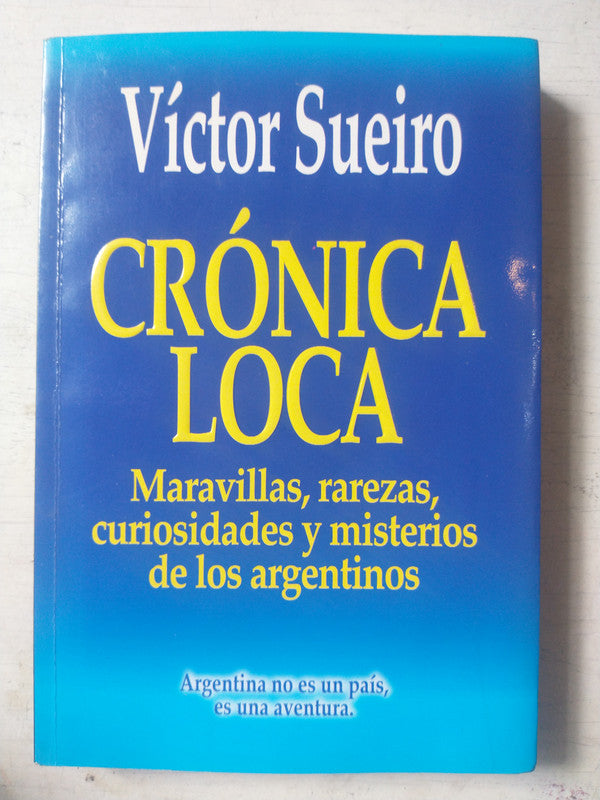 Víctor Sueiro
CRÓNICA
LOCA
Maravillas, rarezas,
curiosidades y misterios
de los argentinos
Argentina no es un país,
es una aventura.